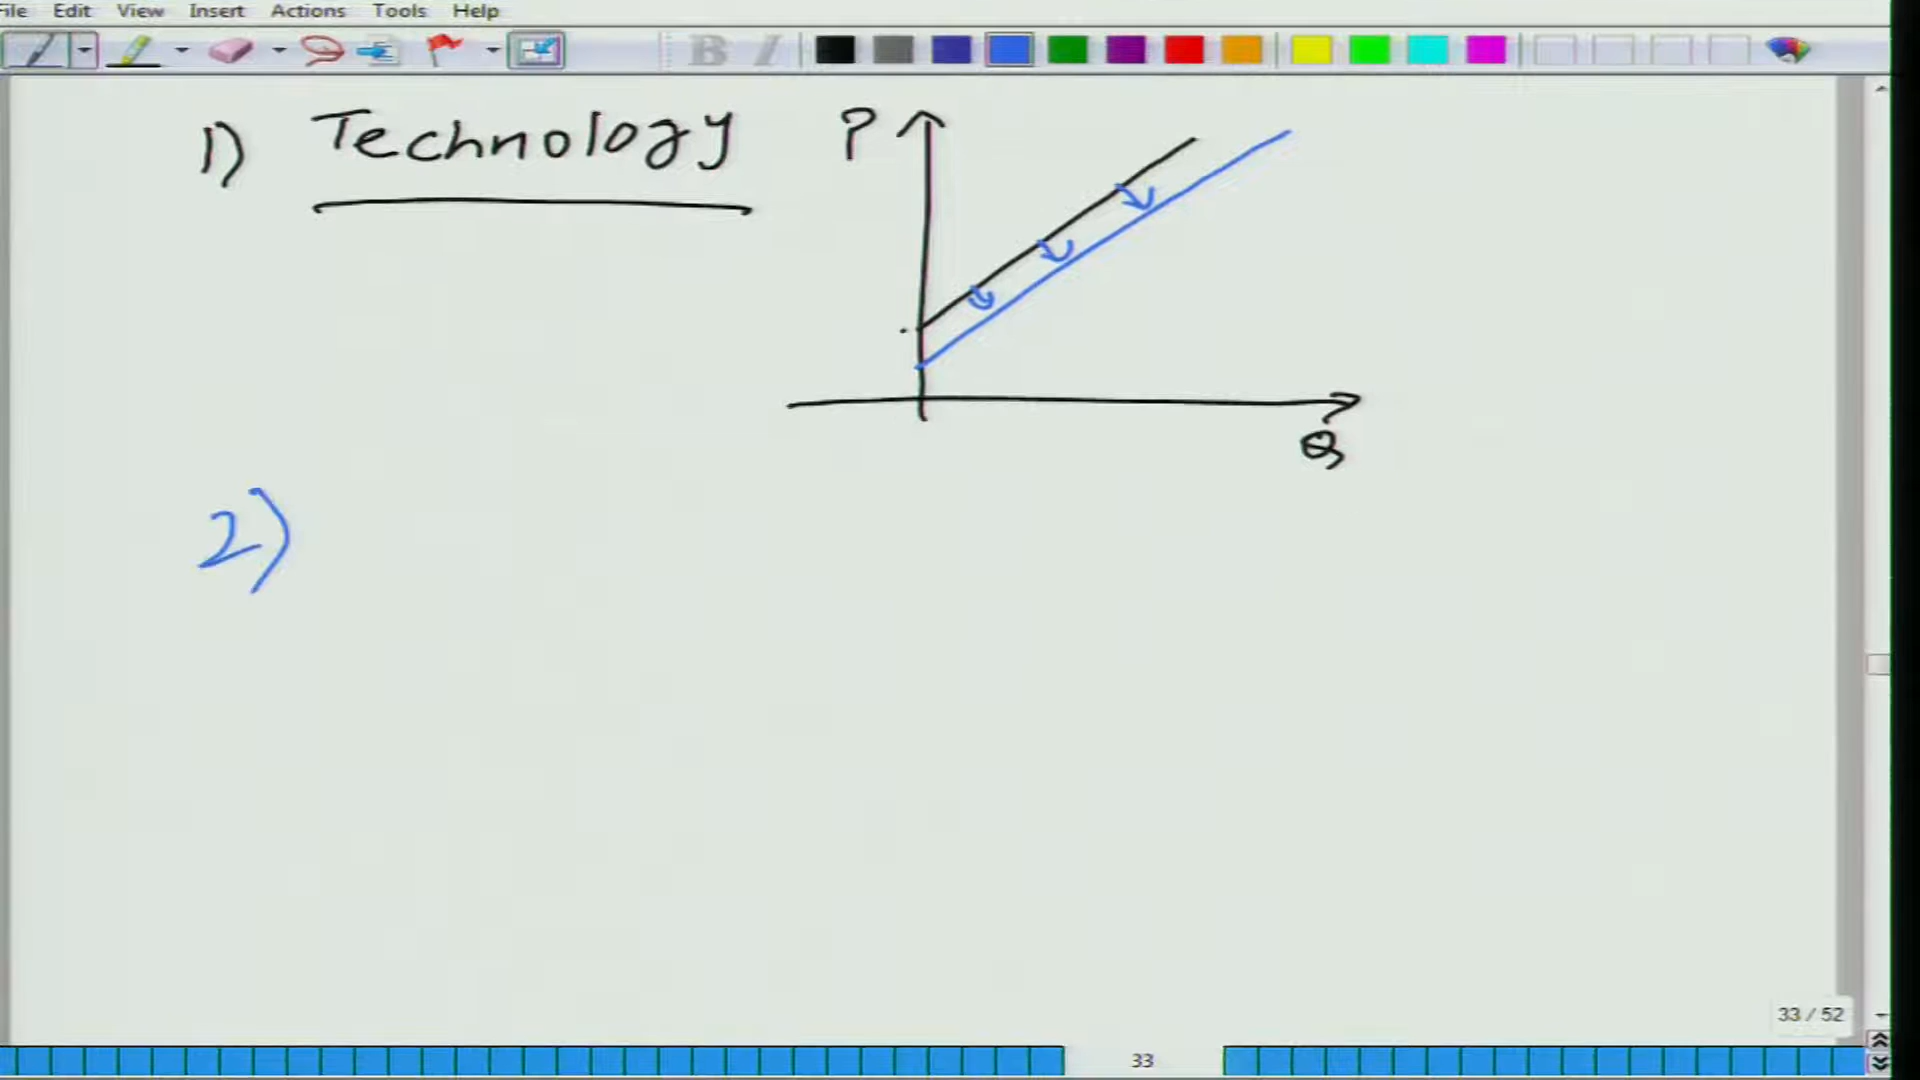 File Edit View Insert Actions Tools Help
B I
1) Technology
P
Q
2)
33 / 52
33